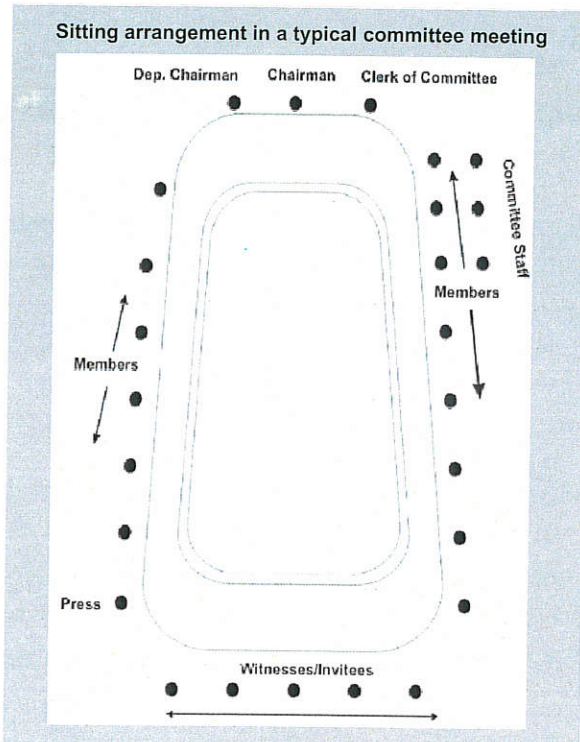 Sitting arrangement in a typical committee meeting
Dep. Chairman Chairman Clerk of Committee
Committee Staff
Members
Members
Press
Witnesses/Invitees